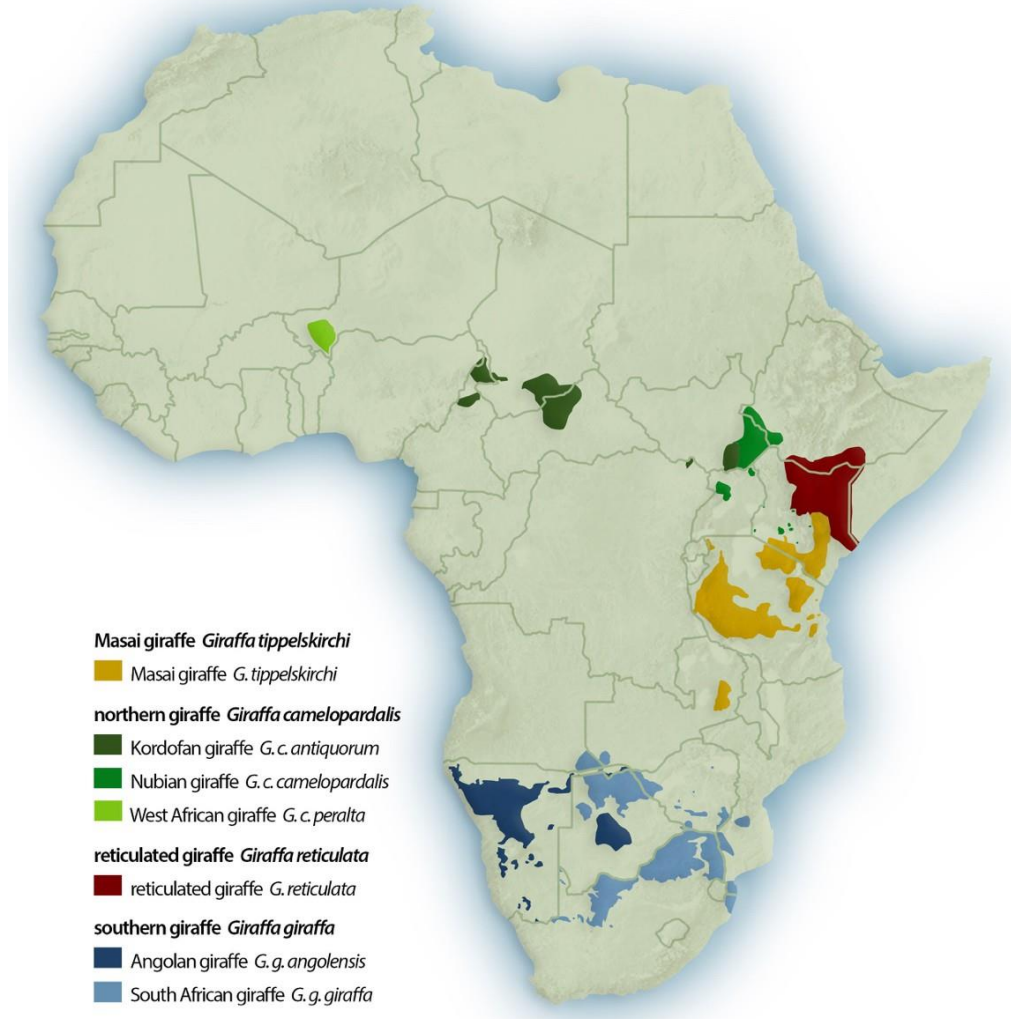 Masai giraffe Giraffa tippelskirchi
Masai giraffe G. tippelskirchi
northern giraffe Giraffa camelopardalis
Kordofan giraffe G. c. antiquorum
Nubian giraffe G. c. camelopardalis
West African giraffe G. c. peralta
reticulated giraffe Giraffa reticulata
reticulated giraffe G. reticulata
southern giraffe Giraffa giraffa
Angolan giraffe G. g. angolensis
South African giraffe G. g. giraffa